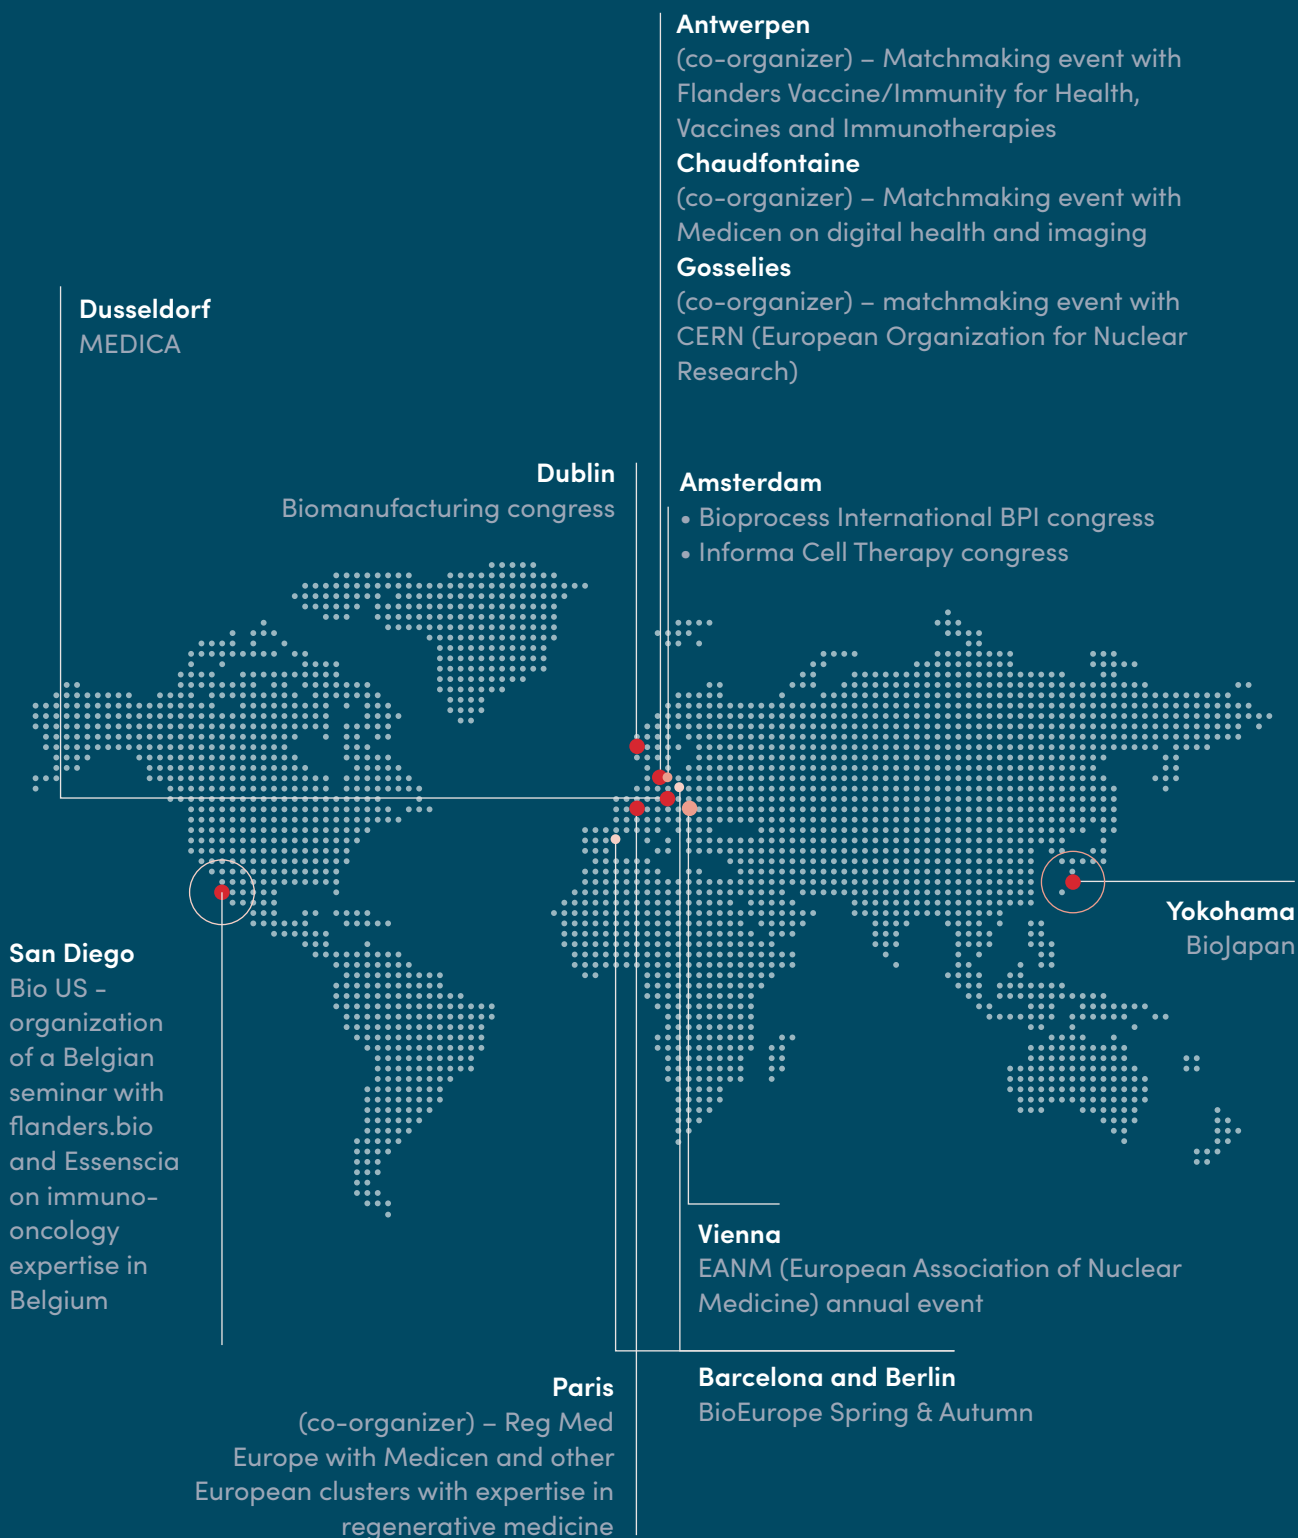 Antwerpen
(co-organizer) – Matchmaking event with
Flanders Vaccine/Immunity for Health,
Vaccines and Immunotherapies
Chaudfontaine
(co-organizer) – Matchmaking event with
Medicen on digital health and imaging
Gosselies
(co-organizer) – matchmaking event with
CERN (European Organization for Nuclear
Research)
Dusseldorf
MEDICA
Dublin
Biomanufacturing congress
Amsterdam
• Bioprocess International BPI congress
• Informa Cell Therapy congress
Yokohama
BioJapan
San Diego
Bio US -
organization
of a Belgian
seminar with
flanders.bio
and Essenscia
on immuno-
oncology
expertise in
Belgium
Vienna
EANM (European Association of Nuclear
Medicine) annual event
Barcelona and Berlin
BioEurope Spring & Autumn
Paris
(co-organizer) – Reg Med
Europe with Medicen and other
European clusters with expertise in
regenerative medicine